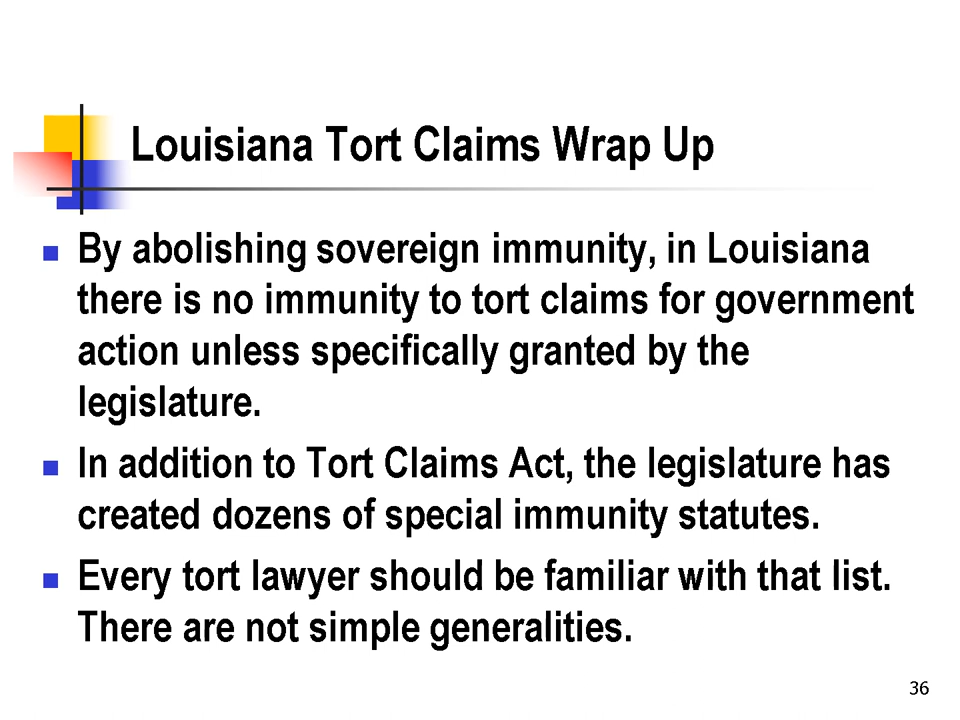 Louisiana Tort Claims Wrap Up
By abolishing sovereign immunity, in Louisiana
there is no immunity to tort claims for government
action unless specifically granted by the
legislature.
In addition to Tort Claims Act, the legislature has
created dozens of special immunity statutes.
Every tort lawyer should be familiar with that list.
There are not simple generalities.
36